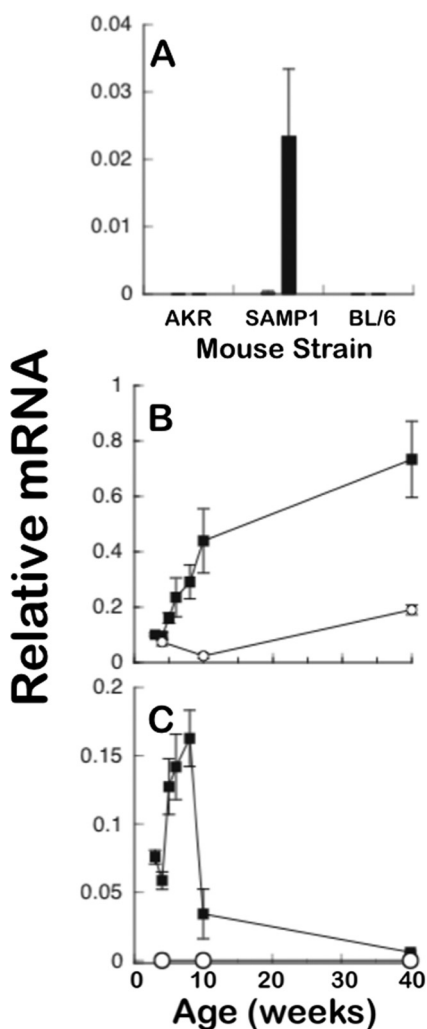 Relative mRNA
A
0.04
0.03
0.02
0.01
0
AKR SAMP1 BL/6
Mouse Strain
B
1
0.8
0.6
0.4
0.2
0
C
0.2
0.15
0.1
0.05
0
0 10 20 30 40
Age (weeks)